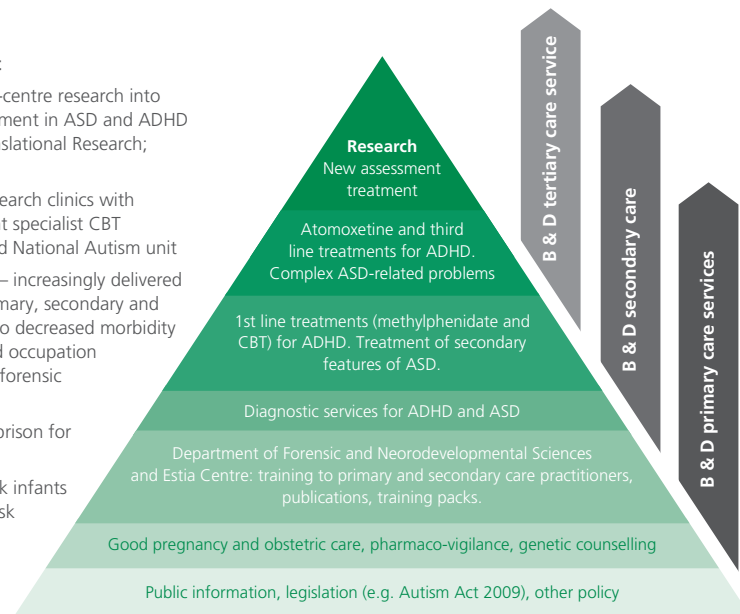 -centre research into
ment in ASD and ADHD
slational Research;
earch clinics with
t specialist CBT
d National Autism unit
– increasingly delivered
mary, secondary and
o decreased morbidity
d occupation
forensic
prison for
k infants
sk
Research
New assessment
treatment
Atomoxetine and third
line treatments for ADHD.
Complex ASD-related problems
1st line treatments (methylphenidate and
CBT) for ADHD. Treatment of secondary
features of ASD.
Diagnostic services for ADHD and ASD
Department of Forensic and Neorodevelopmental Sciences
and Estia Centre: training to primary and secondary care practitioners,
publications, training packs.
Good pregnancy and obstetric care, pharmaco-vigilance, genetic counselling
Public information, legislation (e.g. Autism Act 2009), other policy
B & D tertiary care service
B & D secondary care
B & D primary care services